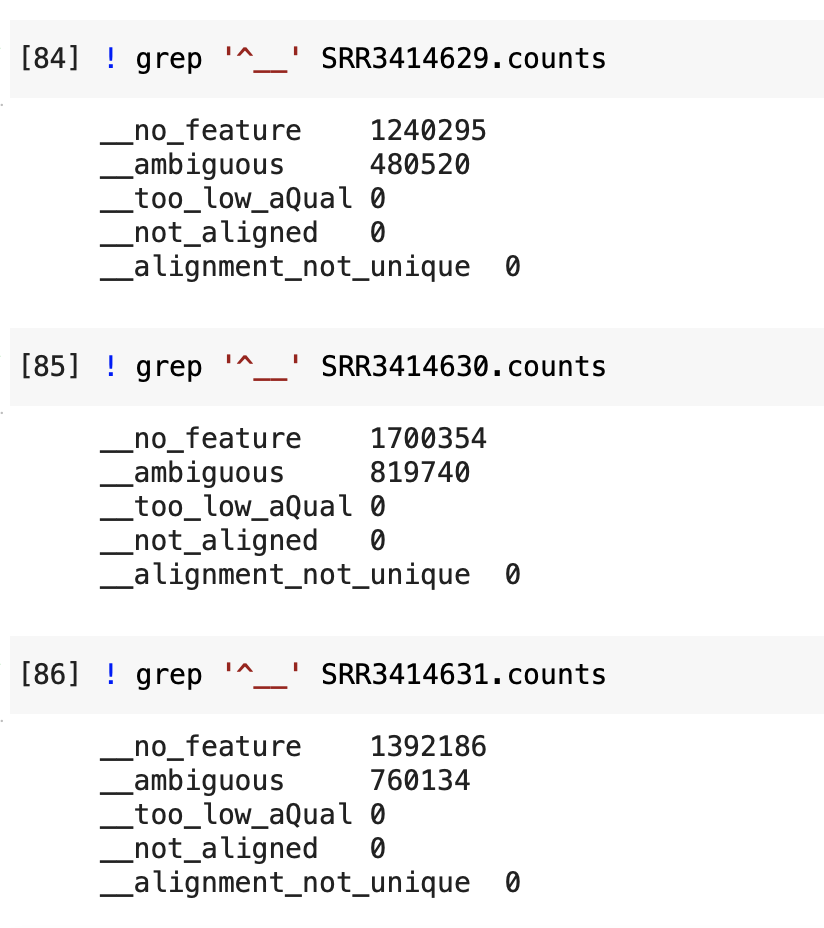 [84] ! grep '^__' SRR3414629.counts
__no_feature 1240295
__ambiguous 480520
__too_low_aQual 0
__not_aligned 0
__alignment_not_unique 0
[85] ! grep '^__' SRR3414630.counts
__no_feature 1700354
__ambiguous 819740
__too_low_aQual 0
__not_aligned 0
__alignment_not_unique 0
[86] ! grep '^__' SRR3414631.counts
__no_feature 1392186
__ambiguous 760134
__too_low_aQual 0
__not_aligned 0
__alignment_not_unique 0